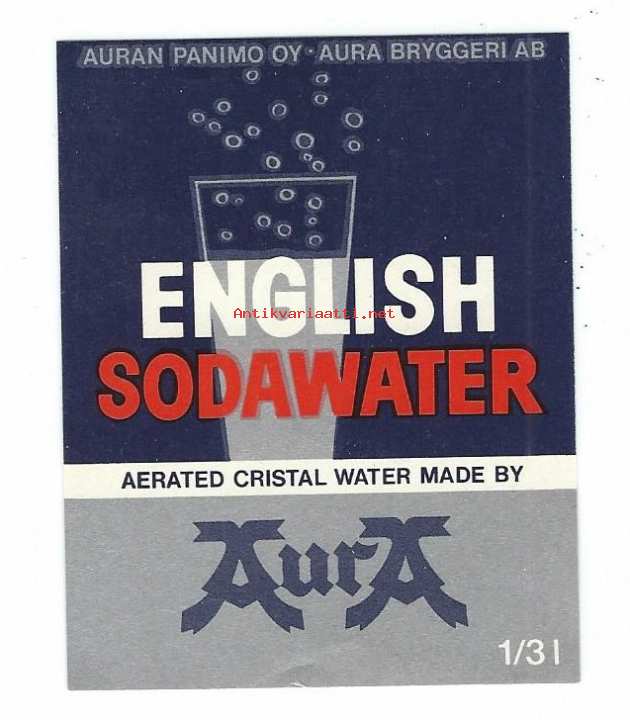 AURAN PANIMO OY · AURA BRYGGERI AB
ENGLISH
Antikvariaatti.net
SODAWATER
AERATED CRISTAL WATER MADE BY
AurA
1/3 l